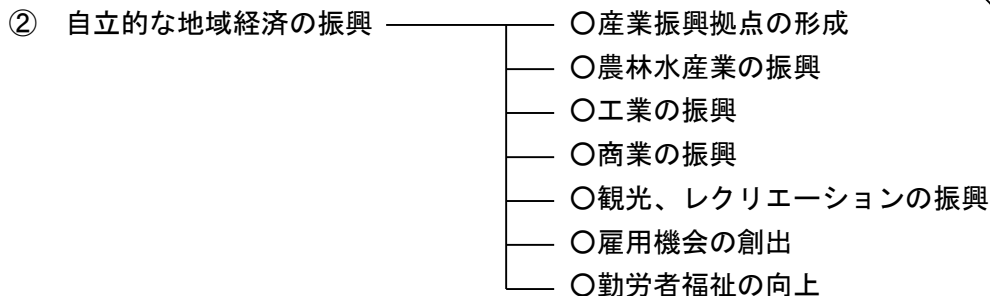 ② 自立的な地域経済の振興 ○産業振興拠点の形成
○農林水産業の振興
○工業の振興
○商業の振興
○観光、レクリエーションの振興
○雇用機会の創出
○勤労者福祉の向上